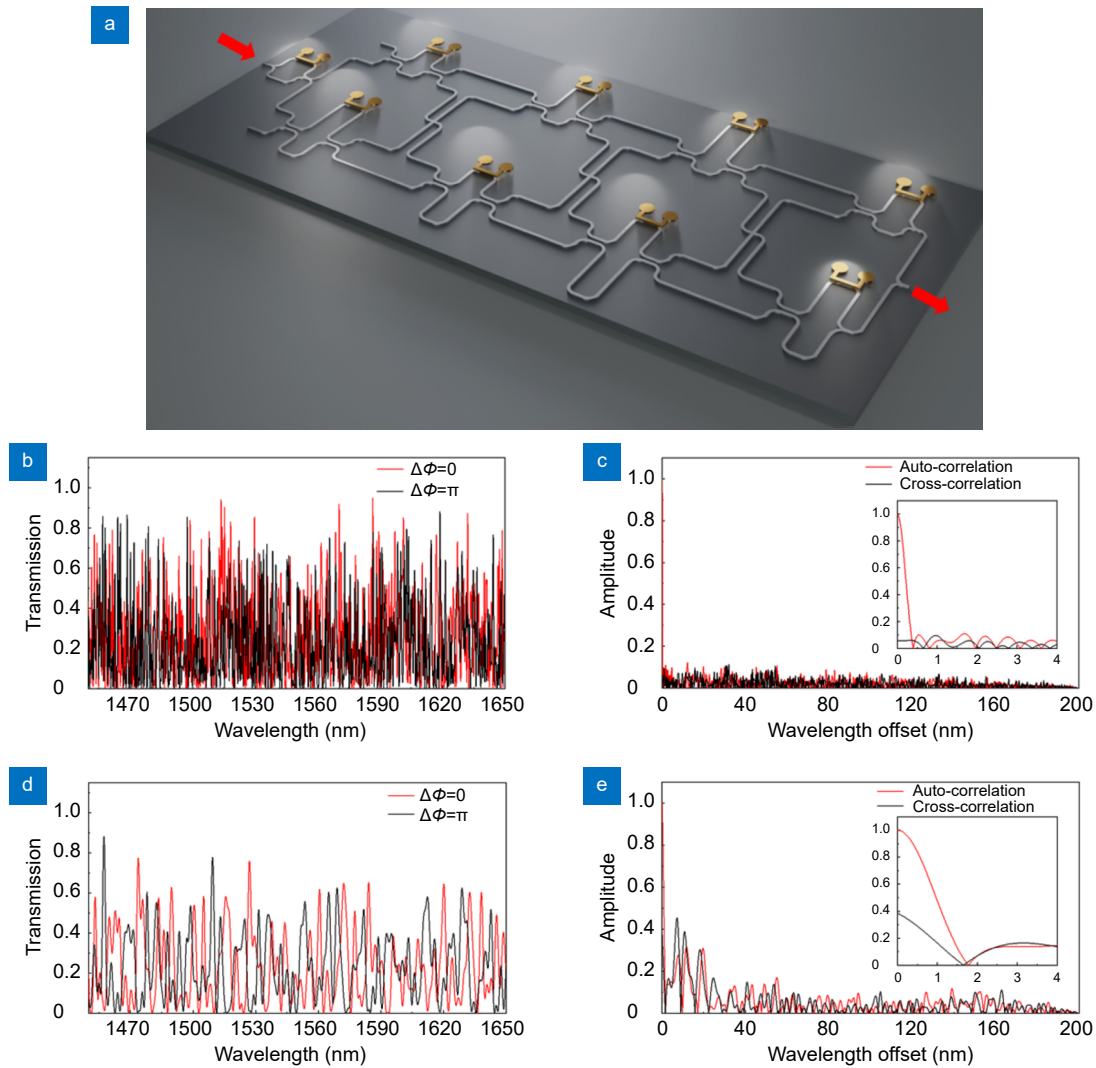 a
b
1.0
0.8
0.6
0.4
0.2
0
Transmission
ΔΦ=0
ΔΦ=π
1470 1500 1530 1560 1590 1620 1650
Wavelength (nm)
c
1.0
0.8
0.6
0.4
0.2
0
Amplitude
Auto-correlation
Cross-correlation
1.0
0.8
0.6
0.4
0.2
0
0 1 2 3 4
0 40 80 120 160 200
Wavelength offset (nm)
d
1.0
0.8
0.6
0.4
0.2
0
Transmission
ΔΦ=0
ΔΦ=π
1470 1500 1530 1560 1590 1620 1650
Wavelength (nm)
e
1.0
0.8
0.6
0.4
0.2
0
Amplitude
Auto-correlation
Cross-correlation
1.0
0.8
0.6
0.4
0.2
0
0 1 2 3 4
0 40 80 120 160 200
Wavelength offset (nm)